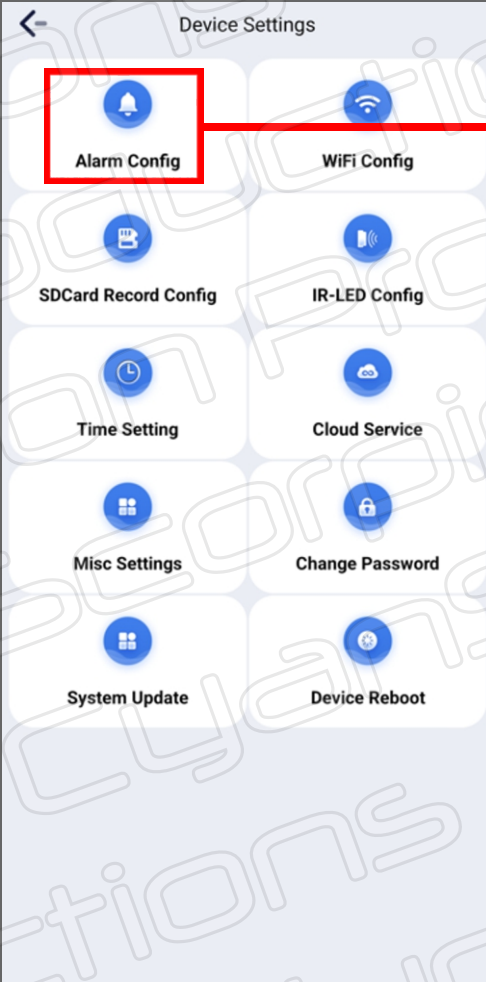 Device Settings
Alarm Config
WiFi Config
SDCard Record Config
IR-LED Config
Time Setting
Cloud Service
Misc Settings
Change Password
System Update
Device Reboot